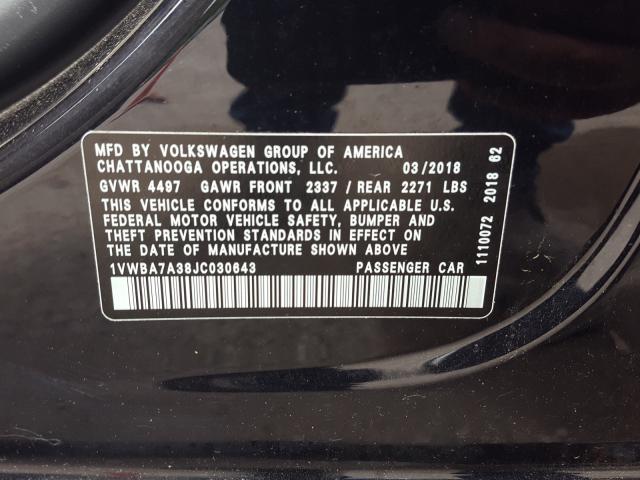 MFD BY VOLKSWAGEN GROUP OF AMERICA
CHATTANOOGA OPERATIONS, LLC. 03/2018
GVWR 4497 GAWR FRONT 2337 / REAR 2271 LBS
THIS VEHICLE CONFORMS TO ALL APPLICABLE U.S.
FEDERAL MOTOR VEHICLE SAFETY, BUMPER AND
THEFT PREVENTION STANDARDS IN EFFECT ON
THE DATE OF MANUFACTURE SHOWN ABOVE
1VWBA7A38JC030643 PASSENGER CAR
1110072 2018 62